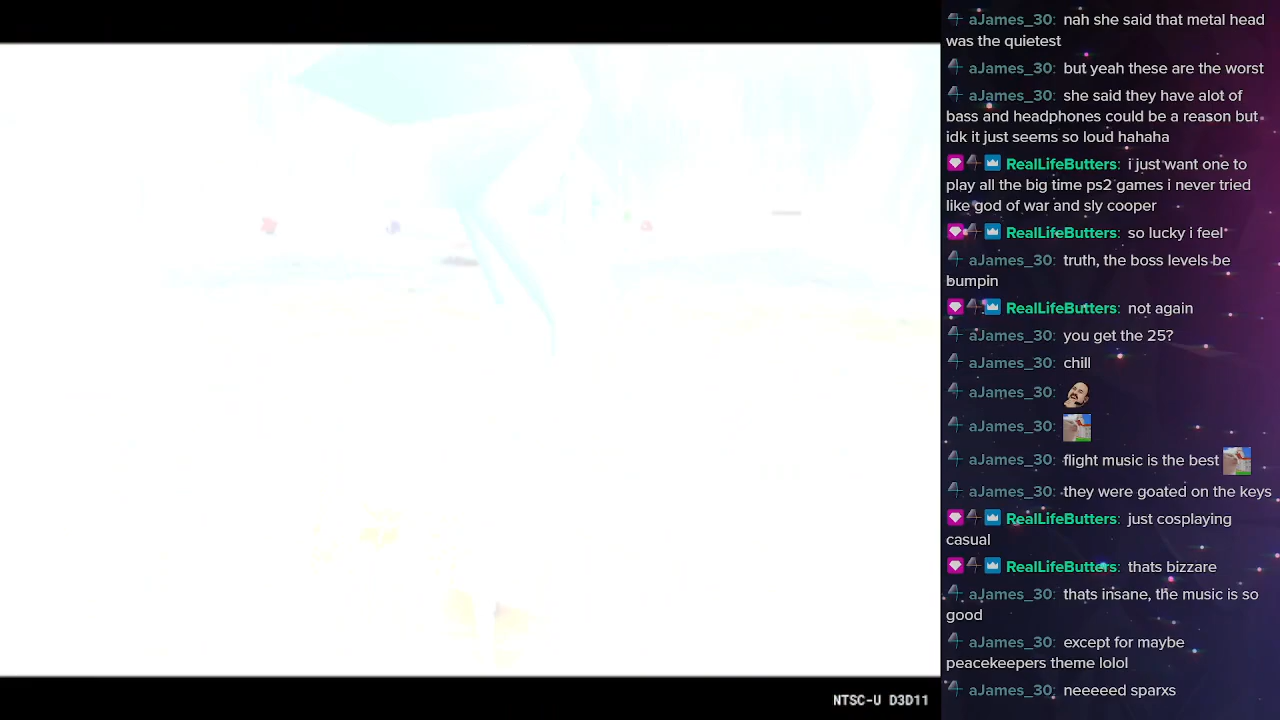 aJames_30: nah she said that metal head
was the quietest
aJames_30: but yeah these are the worst
aJames_30: she said they have alot of
bass and headphones could be a reason but
idk it just seems so loud hahaha
RealLifeButters: i just want one to
play all the big time ps2 games i never tried
like god of war and sly cooper
RealLifeButters: so lucky i feel
aJames_30: truth, the boss levels be
bumpin
RealLifeButters: not again
aJames_30: you get the 25?
aJames_30: chill
aJames_30:
aJames_30:
aJames_30: flight music is the best
aJames_30: they were goated on the keys
RealLifeButters: just cosplaying
casual
RealLifeButters: thats bizzare
aJames_30: thats insane, the music is so
good
aJames_30: except for maybe
peacekeepers theme lolol
aJames_30: neeeeed sparxs
NTSC-U D3D11